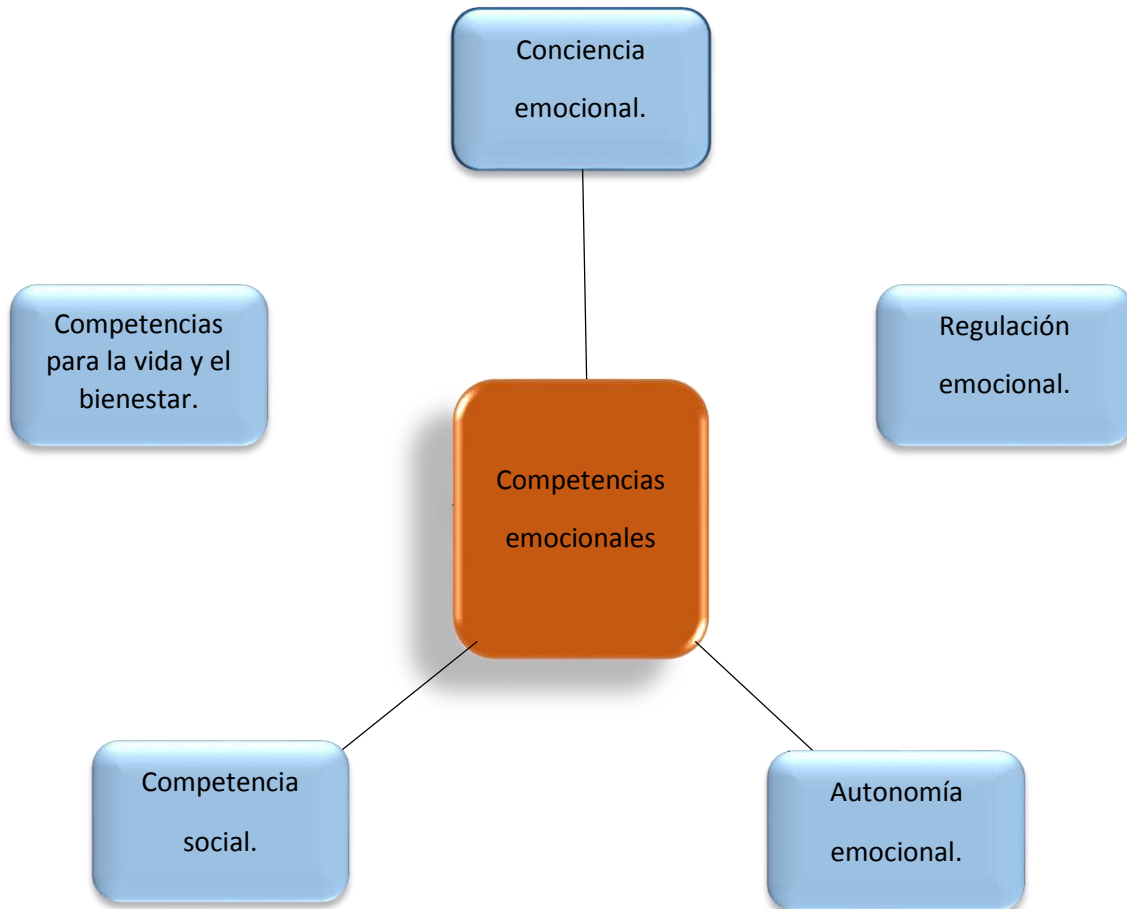 Conciencia
emocional.
Competencias
para la vida y el
bienestar.
Regulación
emocional.
Competencias
emocionales
Competencia
social.
Autonomía
emocional.